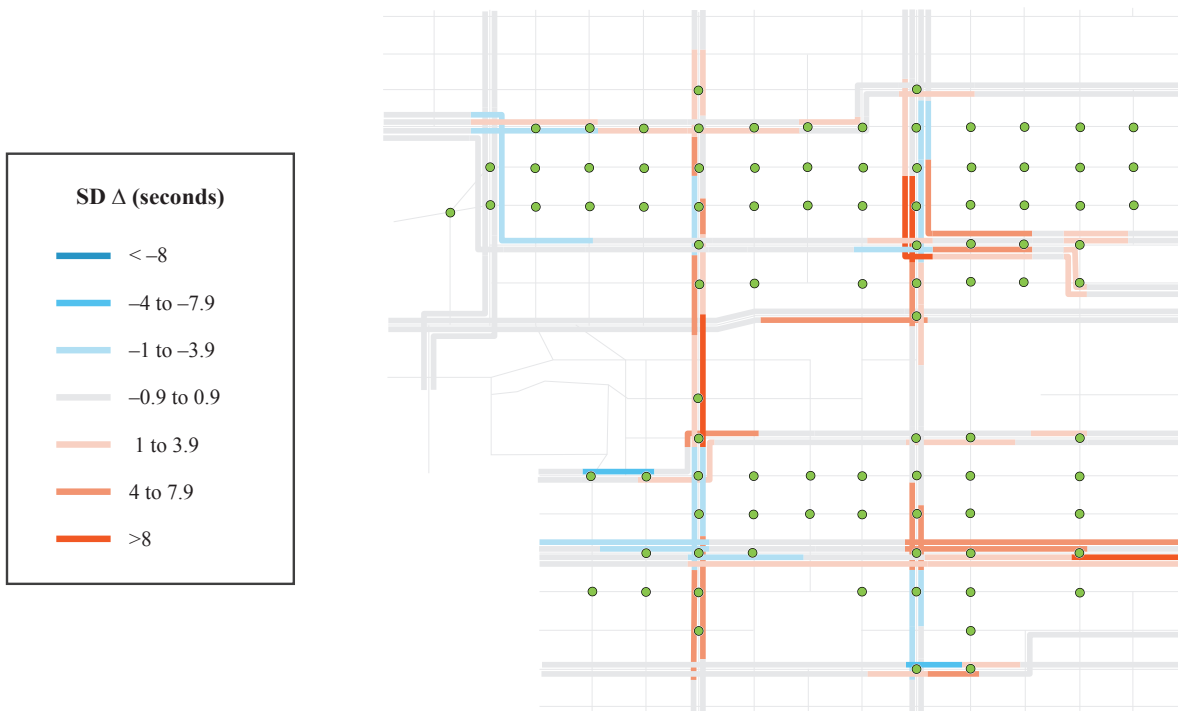 SD Δ (seconds)
< –8
–4 to –7.9
–1 to –3.9
–0.9 to 0.9
1 to 3.9
4 to 7.9
>8